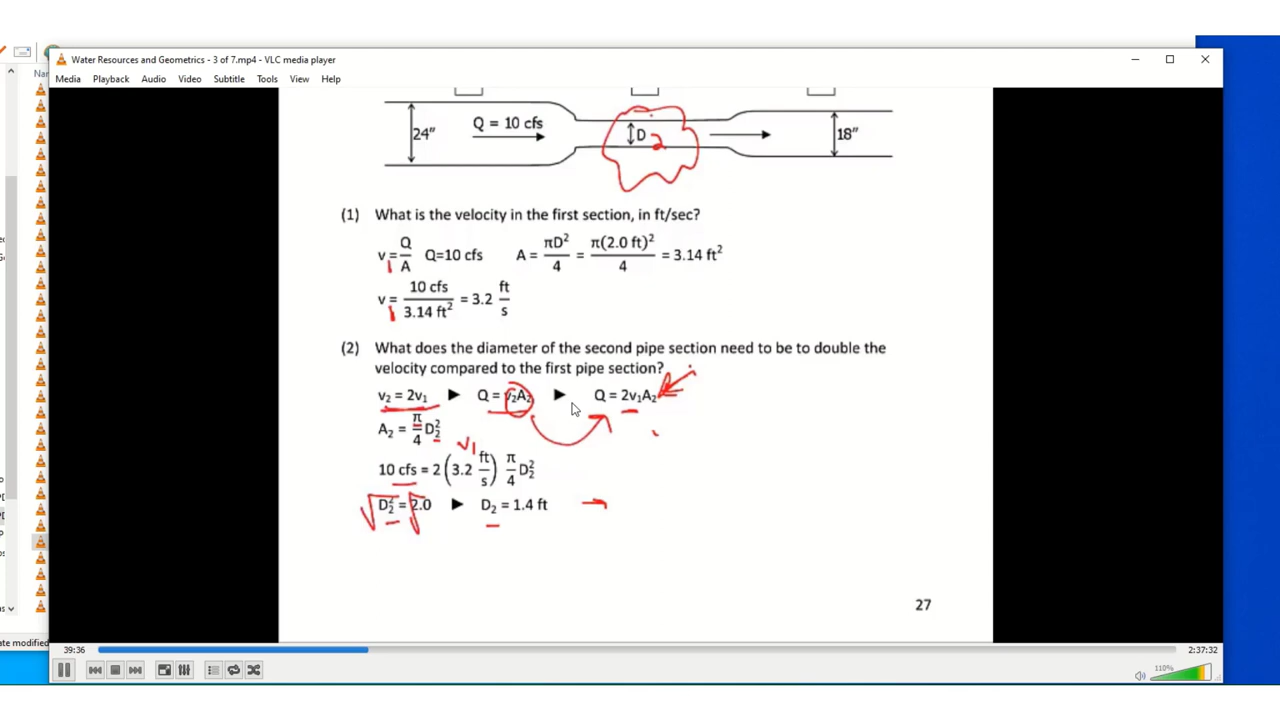 Water Resources and Geometrics - 3 of 7.mp4 - VLC media player
Media Playback Audio Video Subtitle Tools View Help
24" Q = 10 cfs D 2 18"
(1) What is the velocity in the first section, in ft/sec?
v = Q/A Q=10 cfs A = πD²/4 = π(2.0 ft)²/4 = 3.14 ft²
v = 10 cfs/3.14 ft² = 3.2 ft/s
(2) What does the diameter of the second pipe section need to be to double the
velocity compared to the first pipe section?
v₂ = 2v₁ ► Q = v₂A₂ ► Q = 2v₁A₂
A₂ = π/4 D₂²
v₁
10 cfs = 2 (3.2 ft/s) π/4 D₂²
√D₂² = √2.0 ► D₂ = 1.4 ft
27
39:36 2:37:32
110%
ate modified